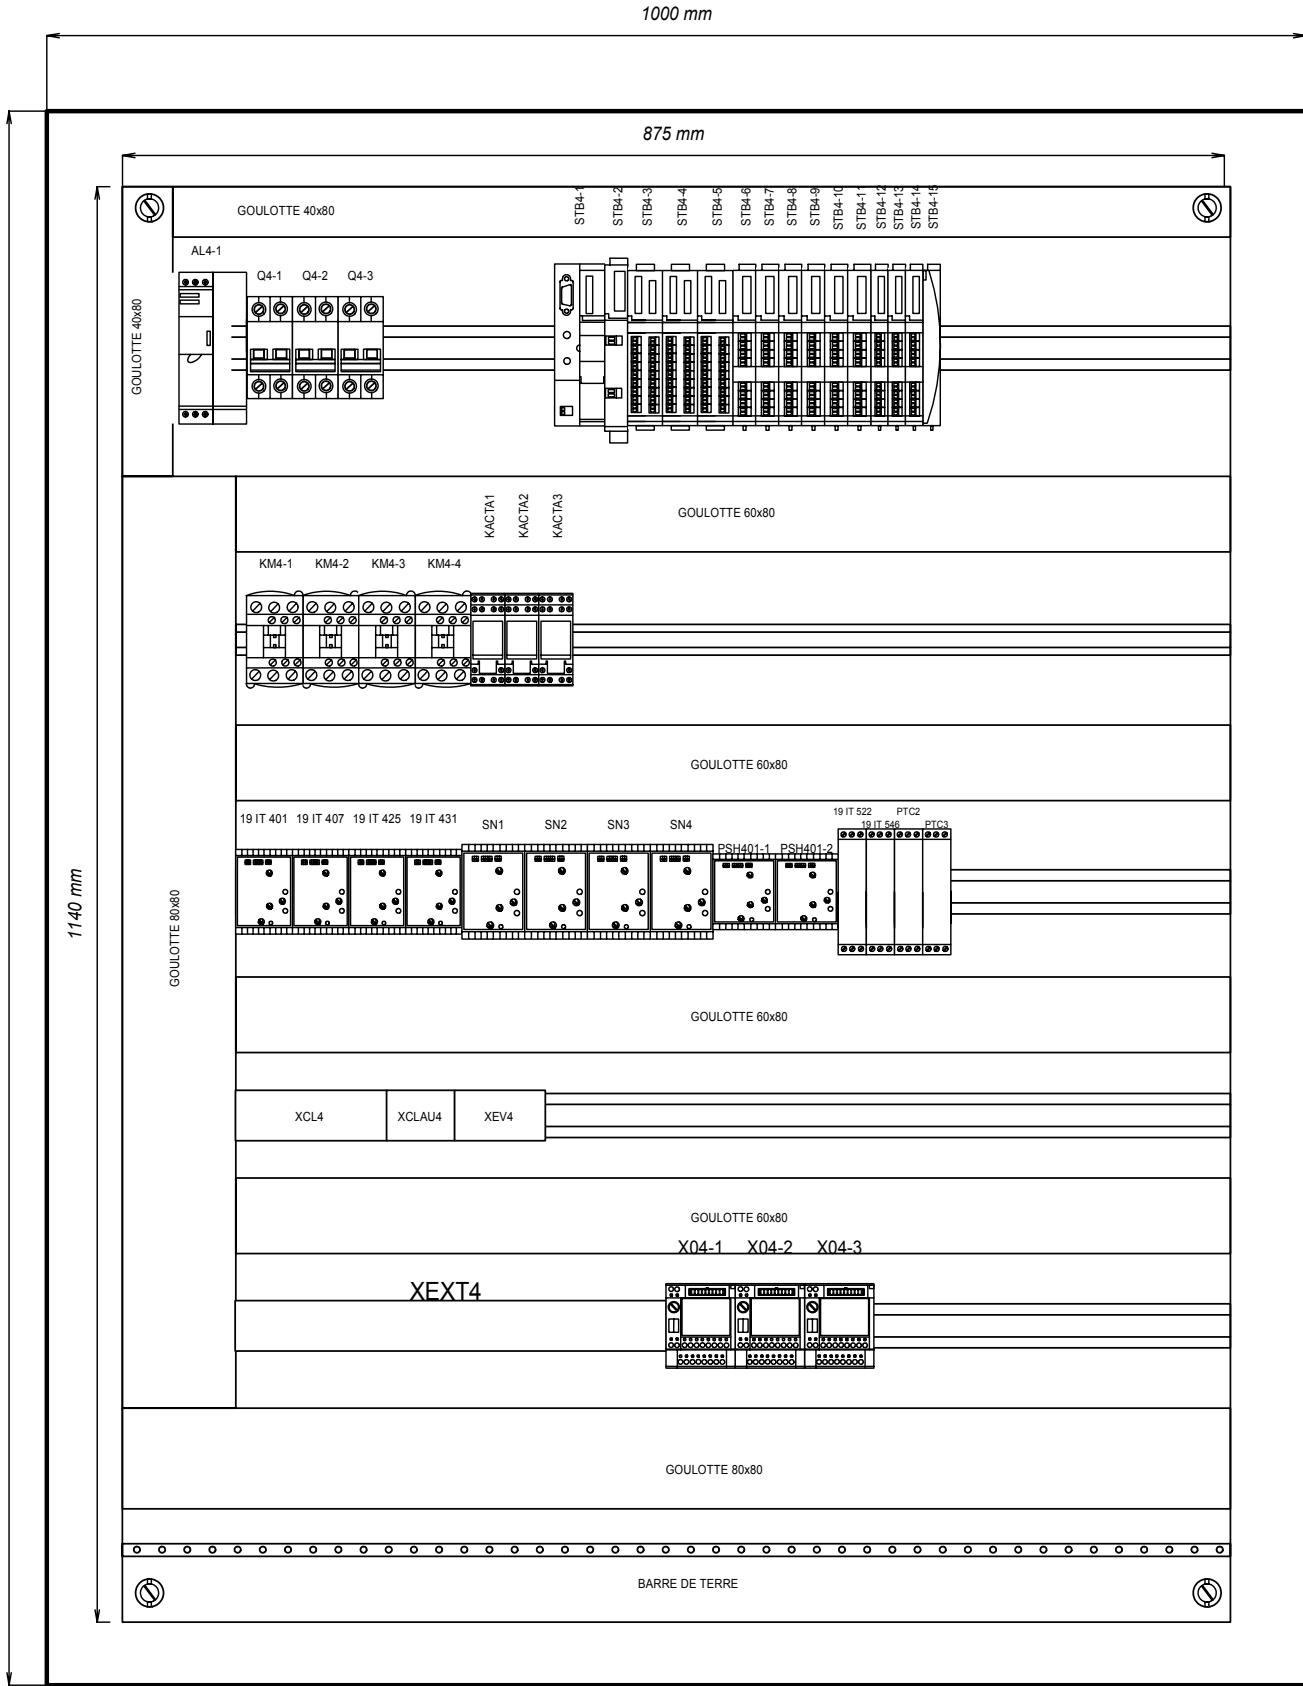 1000 mm
875 mm
GOULOTTE 40x80
STB4-1
STB4-2
STB4-3
STB4-4
STB4-5
STB4-6
STB4-7
STB4-8
STB4-9
STB4-10
STB4-11
STB4-12
STB4-13
STB4-14
STB4-15
AL4-1
Q4-1 Q4-2 Q4-3
GOULOTTE 40x80
KACTA1
KACTA2
KACTA3
GOULOTTE 60x80
KM4-1 KM4-2 KM4-3 KM4-4
GOULOTTE 60x80
19 IT 401 19 IT 407 19 IT 425 19 IT 431 SN1 SN2 SN3 SN4
PSH401-1 PSH401-2
19 IT 522 PTC2
19 IT 546 PTC3
1140 mm
GOULOTTE 80x80
GOULOTTE 60x80
XCL4 XCLAU4 XEV4
GOULOTTE 60x80
X04-1 X04-2 X04-3
XEXT4
GOULOTTE 80x80
BARRE DE TERRE